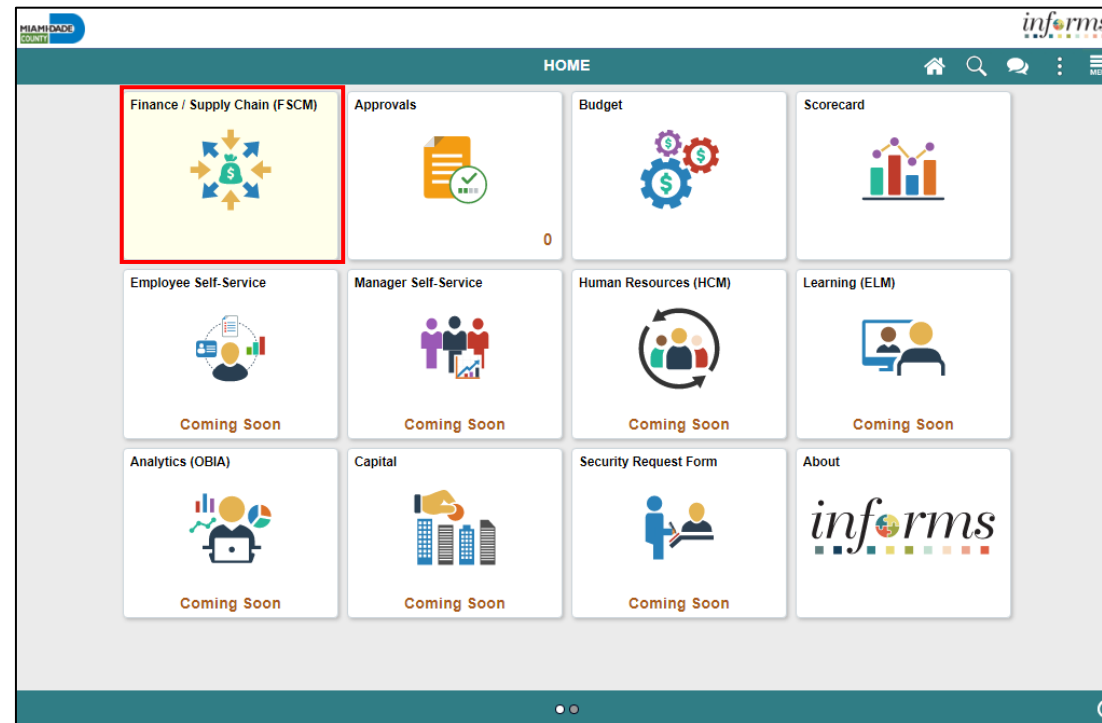 MIAMI-DADE
COUNTY
informs
HOME
Finance / Supply Chain (FSCM)
Approvals
Budget
Scorecard
0
Employee Self-Service
Manager Self-Service
Human Resources (HCM)
Learning (ELM)
Coming Soon
Coming Soon
Coming Soon
Coming Soon
Analytics (OBIA)
Capital
Security Request Form
About
informs
Coming Soon
Coming Soon
Coming Soon